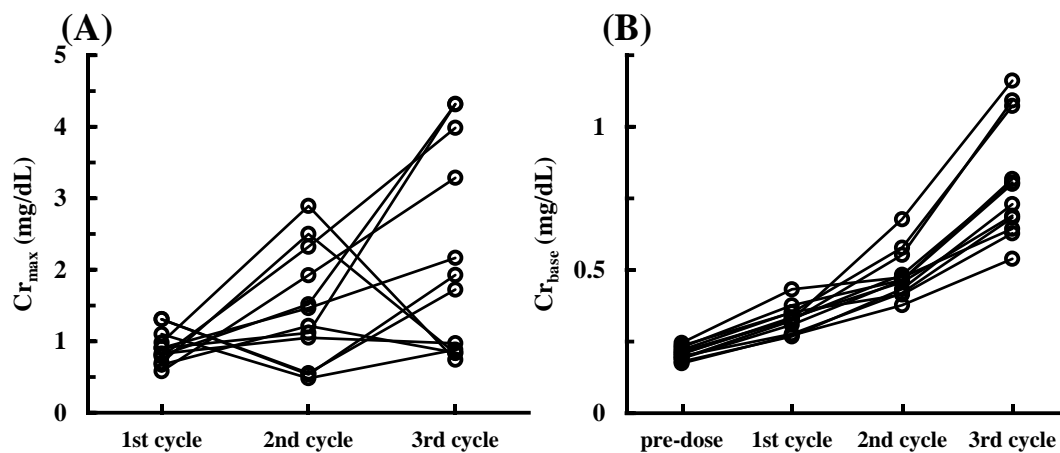 (A)
5
4
3
2
1
0
Cr_max (mg/dL)
1st cycle 2nd cycle 3rd cycle
(B)
1
0.5
0
Cr_base (mg/dL)
pre-dose 1st cycle 2nd cycle 3rd cycle